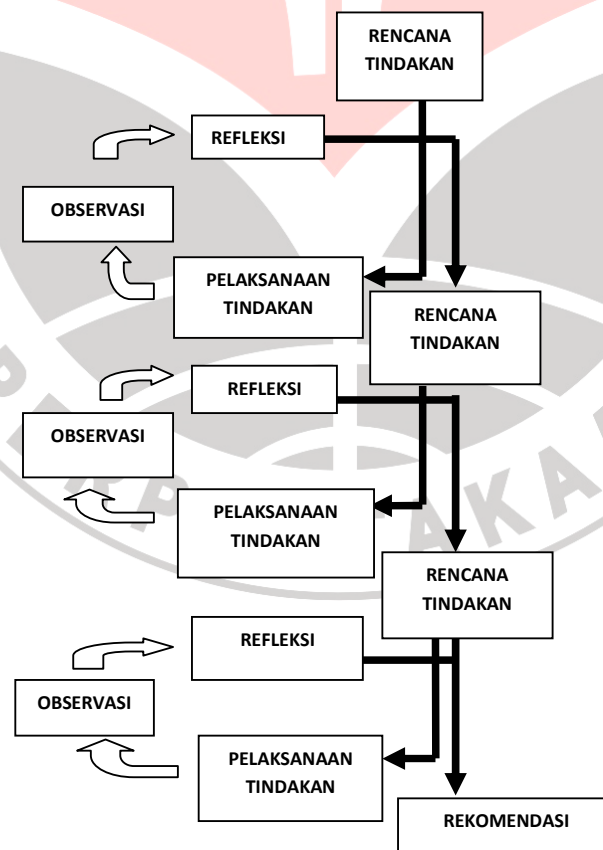 RENCANA
TINDAKAN
REFLEKSI
OBSERVASI
PELAKSANAAN
TINDAKAN
RENCANA
TINDAKAN
REFLEKSI
OBSERVASI
PELAKSANAAN
TINDAKAN
RENCANA
TINDAKAN
REFLEKSI
OBSERVASI
PELAKSANAAN
TINDAKAN
REKOMENDASI